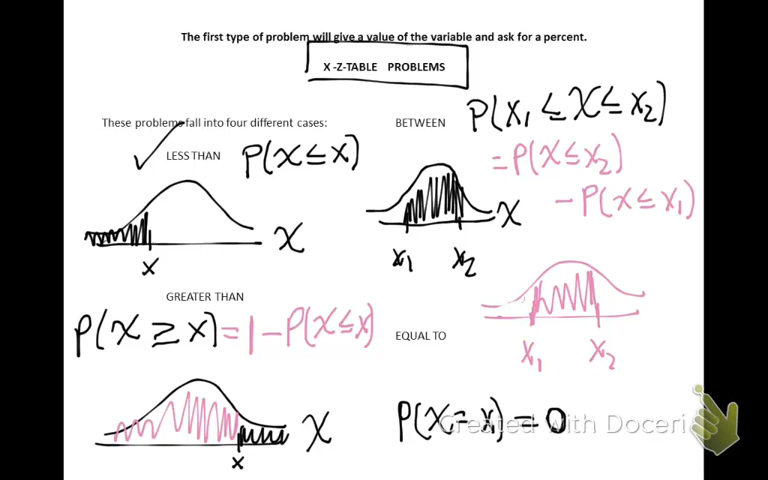 The first type of problem will give a value of the variable and ask for a percent.
X -Z-TABLE PROBLEMS
These problems fall into four different cases:
LESS THAN
P(X ≤ x)
X
x
BETWEEN
P(x₁ ≤ X ≤ x₂)
= P(X ≤ x₂)
- P(X ≤ x₁)
X
x₁ x₂
GREATER THAN
P(X ≥ x) = 1 - P(X ≤ x)
X
x
x₁ x₂
EQUAL TO
P(X = x) = 0
Created with Doceri